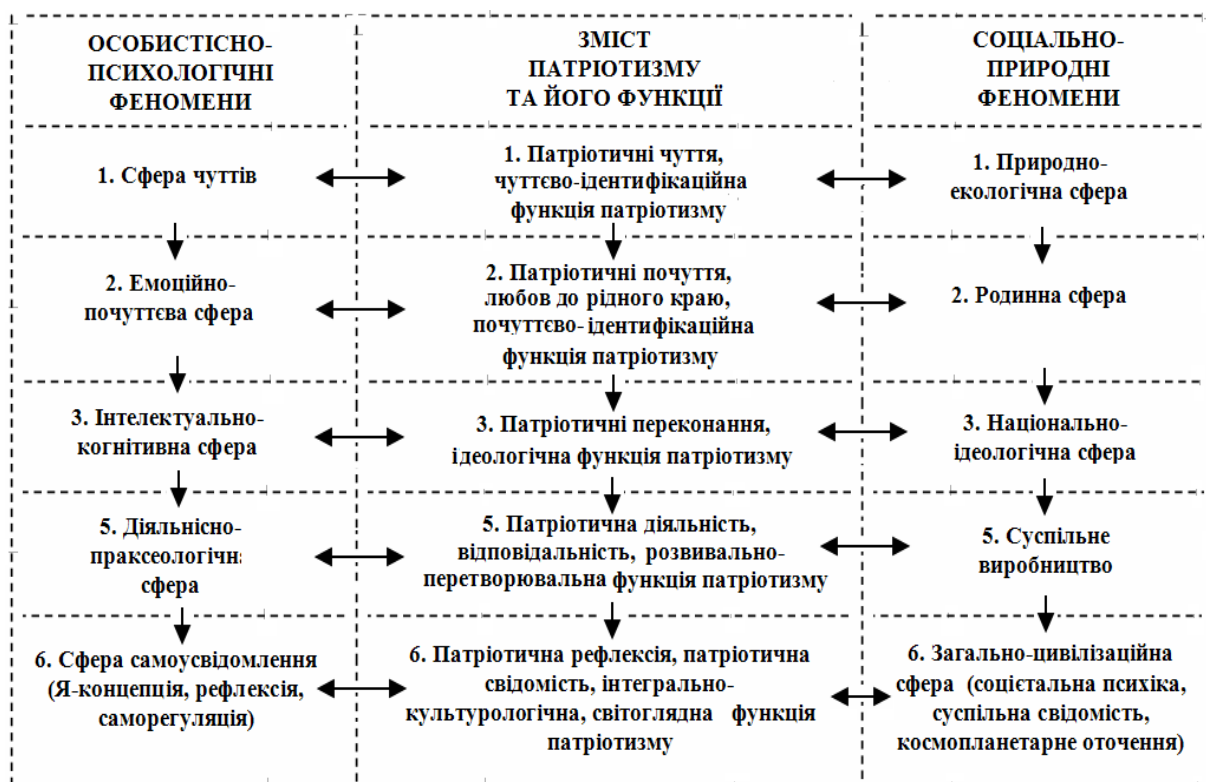 ОСОБИСТІСНО-
ПСИХОЛОГІЧНІ
ФЕНОМЕНИ
ЗМІСТ
ПАТРІОТИЗМУ
ТА ЙОГО ФУНКЦІЇ
СОЦІАЛЬНО-
ПРИРОДНІ
ФЕНОМЕНИ
1. Сфера чуттів
1. Патріотичні чуття,
чуттєво-ідентифікаційна
функція патріотизму
1. Природно-
екологічна сфера
2. Емоційно-
почуттєва сфера
2. Патріотичні почуття,
любов до рідного краю,
почуттєво-ідентифікаційна
функція патріотизму
2. Родинна сфера
3. Інтелектуально-
когнітивна сфера
3. Патріотичні переконання,
ідеологічна функція патріотизму
3. Національно-
ідеологічна сфера
5. Діяльнісно-
праксеологічна
сфера
5. Патріотична діяльність,
відповідальність, розвивально-
перетворювальна функція патріотизму
5. Суспільне
виробництво
6. Сфера самоусвідомлення
(Я-концепція, рефлексія,
саморегуляція)
6. Патріотична рефлексія, патріотична
свідомість, інтегрально-
культурологічна, світоглядна функція
патріотизму
6. Загально-цивілізаційна
сфера (соцієтальна психіка,
суспільна свідомість,
космопланетарне оточення)